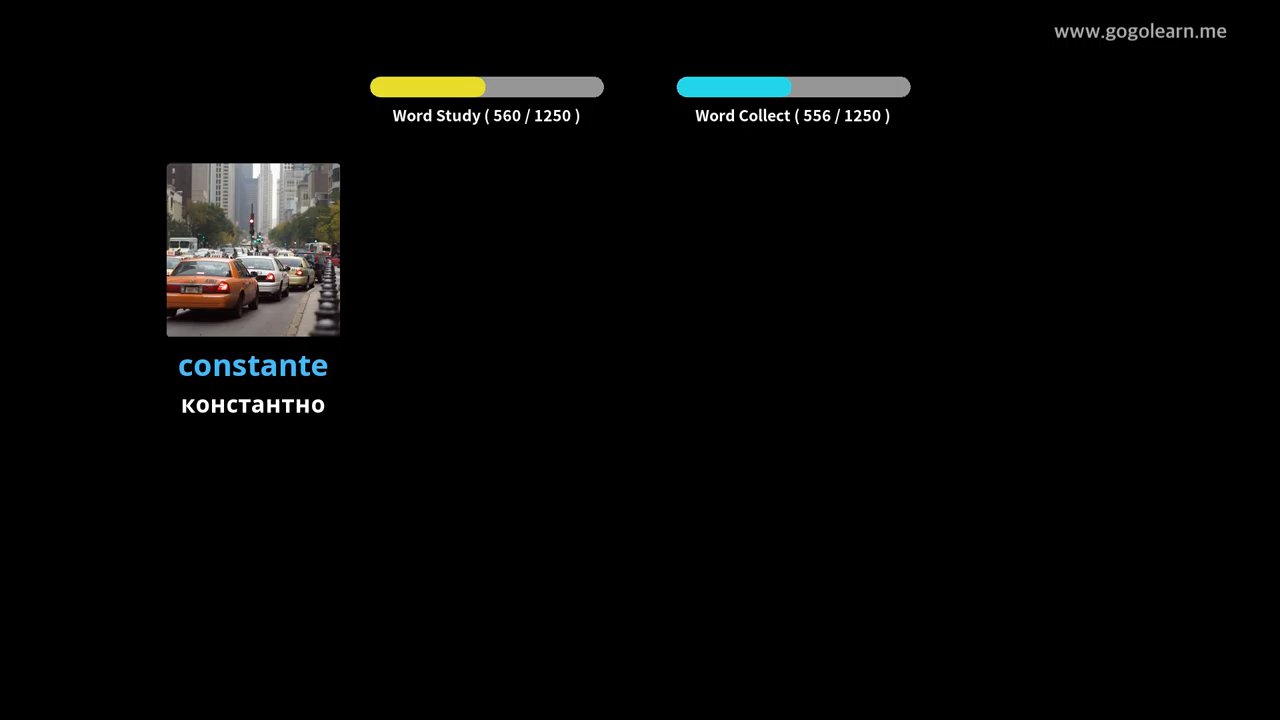 www.gogolearn.me
Word Study ( 560 / 1250 )
Word Collect ( 556 / 1250 )
constante
константно